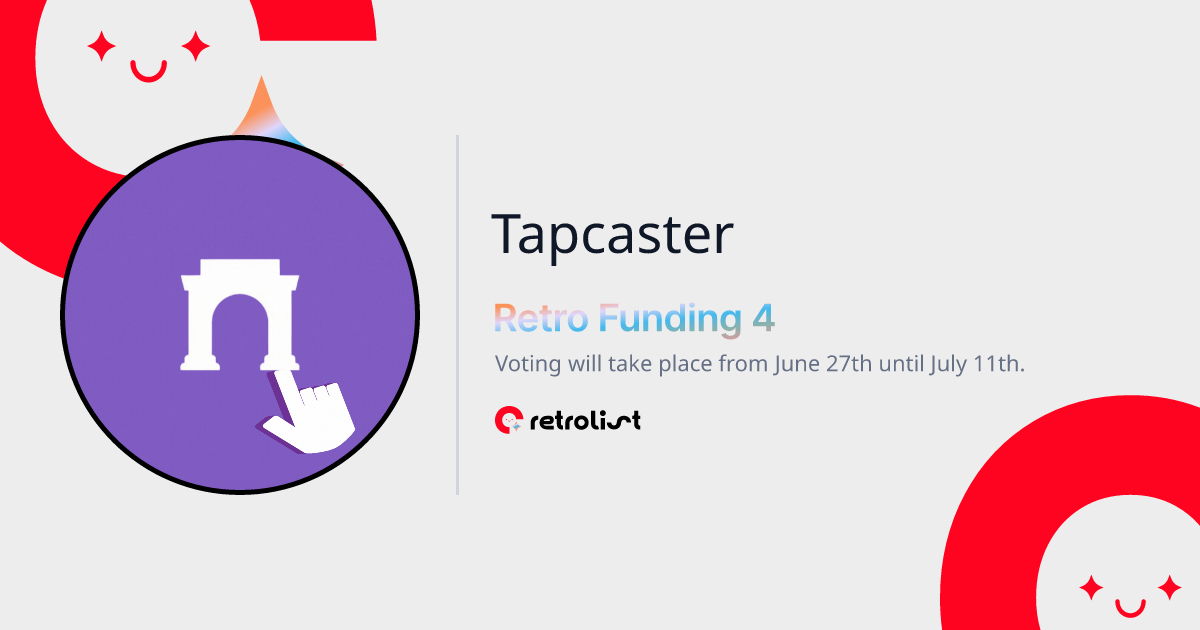 Tapcaster
Retro Funding 4
Voting will take place from June 27th until July 11th.
retrolist